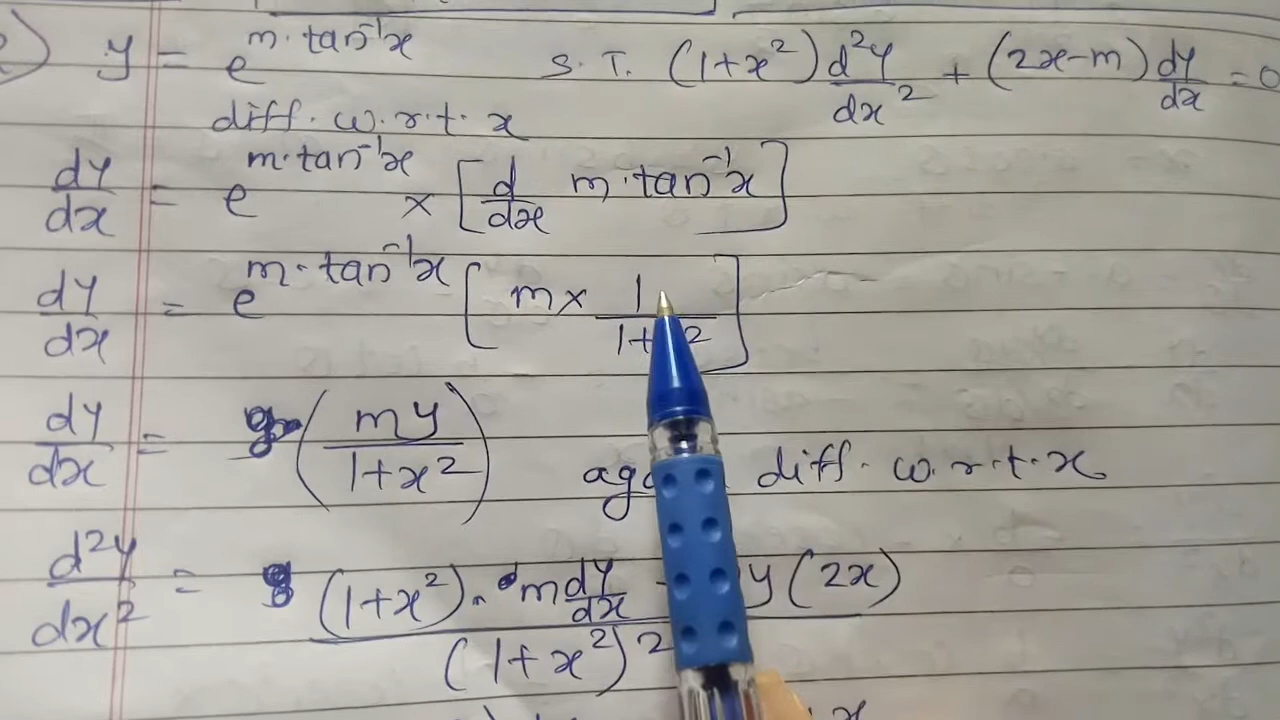 y = e^{m·tan⁻¹x} S.T. (1+x²) d²y/dx² + (2x-m) dy/dx = 0
diff. w.r.t. x
dy/dx = e^{m·tan⁻¹x} × [d/dx m·tan⁻¹x]
dy/dx = e^{m·tan⁻¹x} [m × 1/1+ 2]
dy/dx = (my/1+x²) diff. w.r.t. x
d²y/dx² = (1+x²). m dy/dx y(2x) / (1+x²)²
x